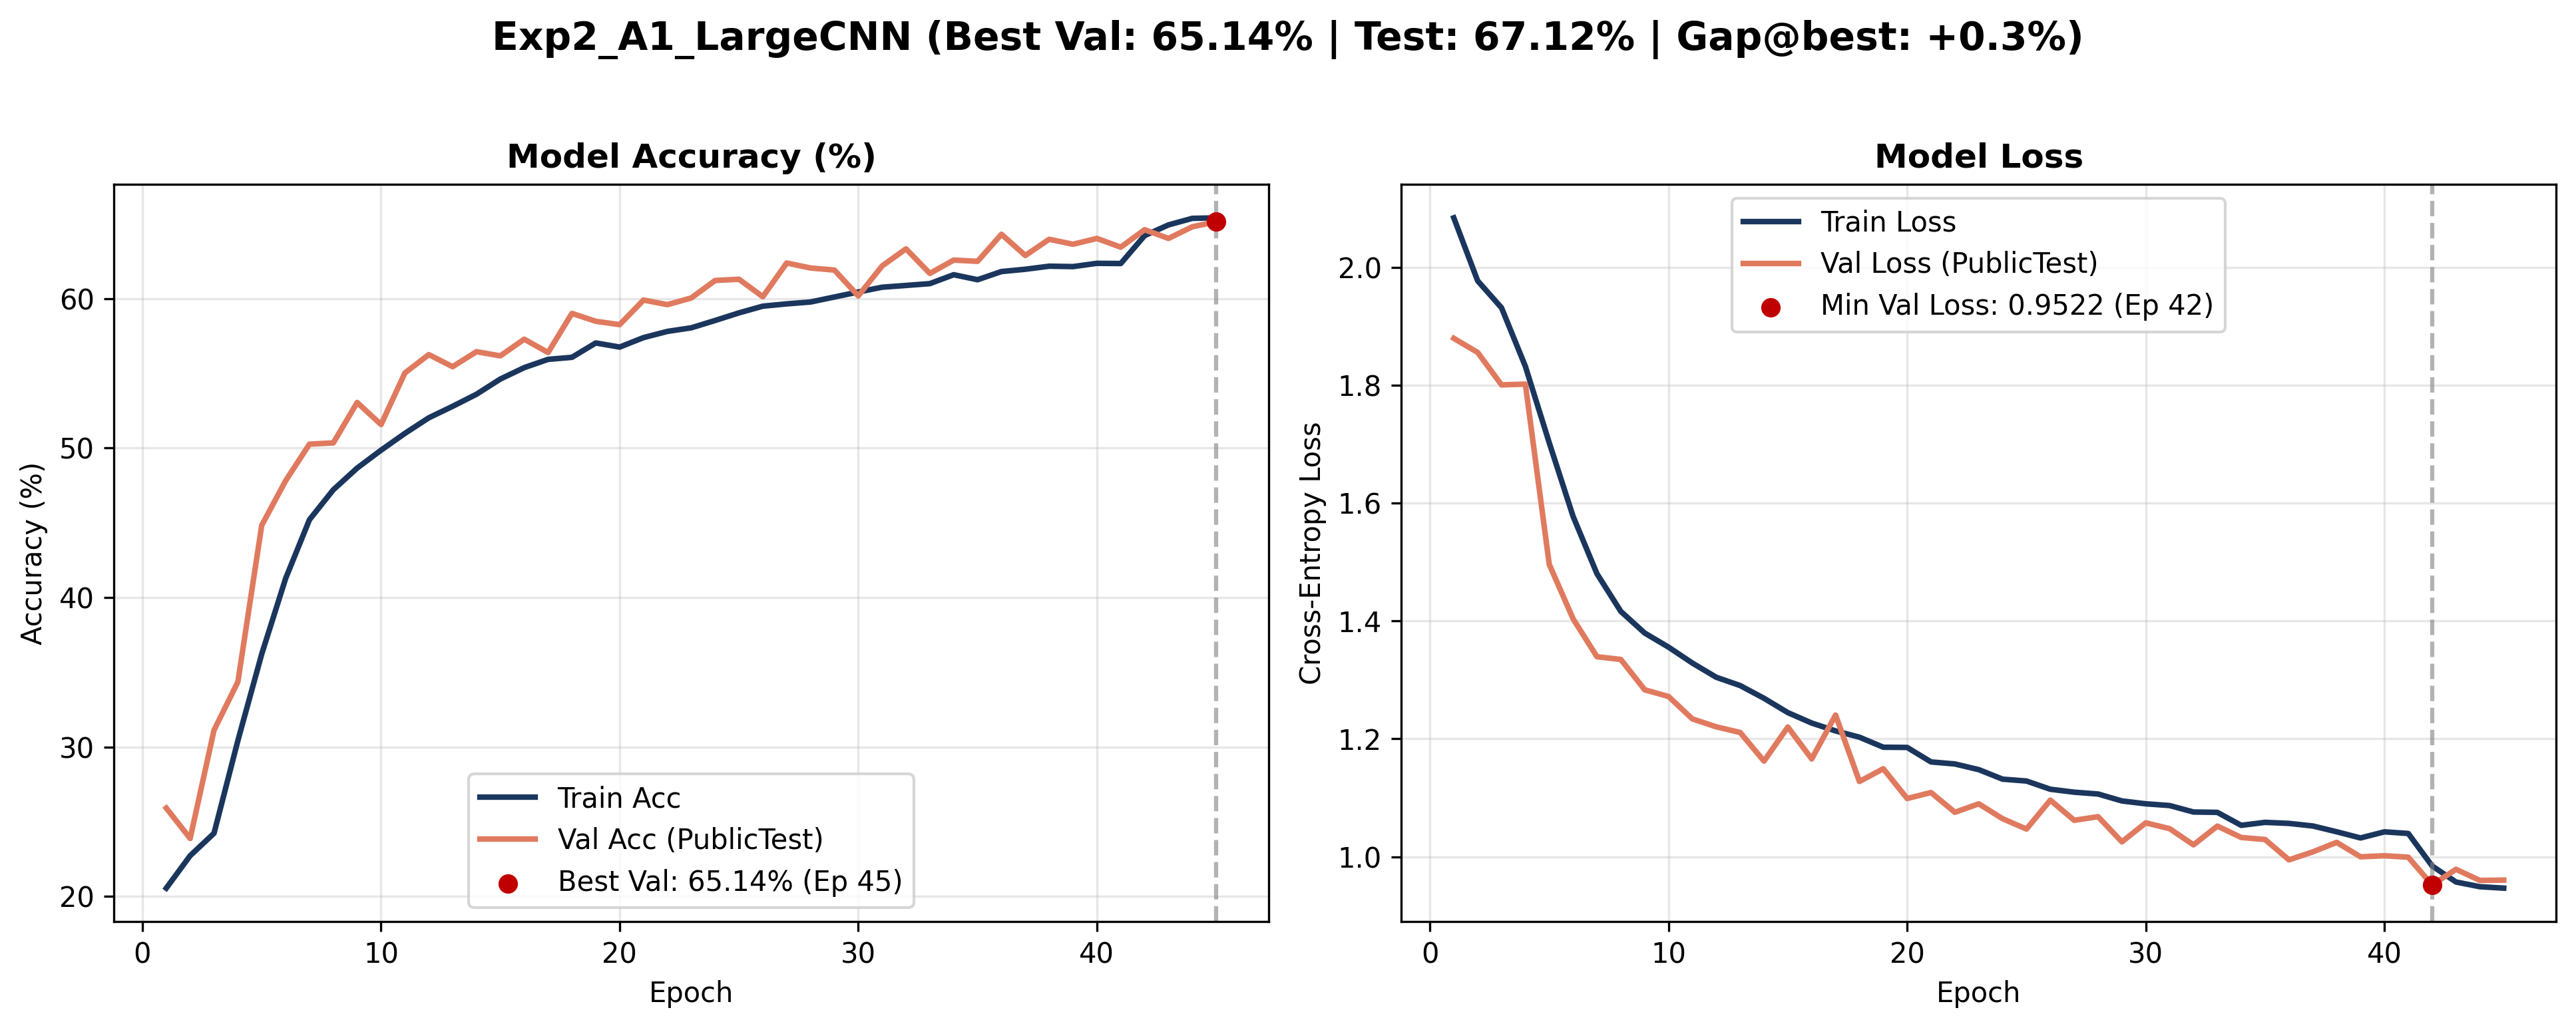 Exp2_A1_LargeCNN (Best Val: 65.14% | Test: 67.12% | Gap@best: +0.3%)
Model Accuracy (%)
Accuracy (%)
60
50
40
30
20
Train Acc
Val Acc (PublicTest)
Best Val: 65.14% (Ep 45)
0 10 20 30 40
Epoch
Model Loss
Cross-Entropy Loss
2.0
1.8
1.6
1.4
1.2
1.0
Train Loss
Val Loss (PublicTest)
Min Val Loss: 0.9522 (Ep 42)
0 10 20 30 40
Epoch